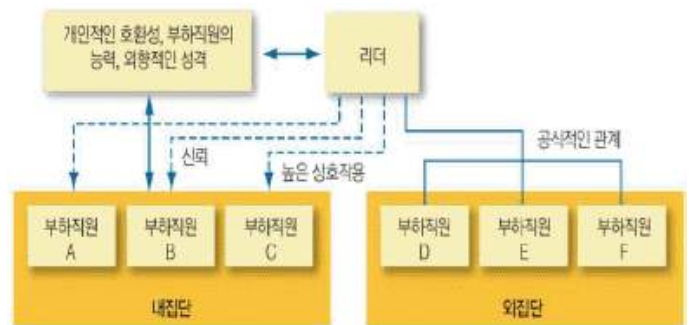 개인적인 호환성, 부하직원의
능력, 외향적인 성격
리더
신뢰
높은 상호작용
공식적인 관계
부하직원
A
부하직원
B
부하직원
C
부하직원
D
부하직원
E
부하직원
F
내집단
외집단